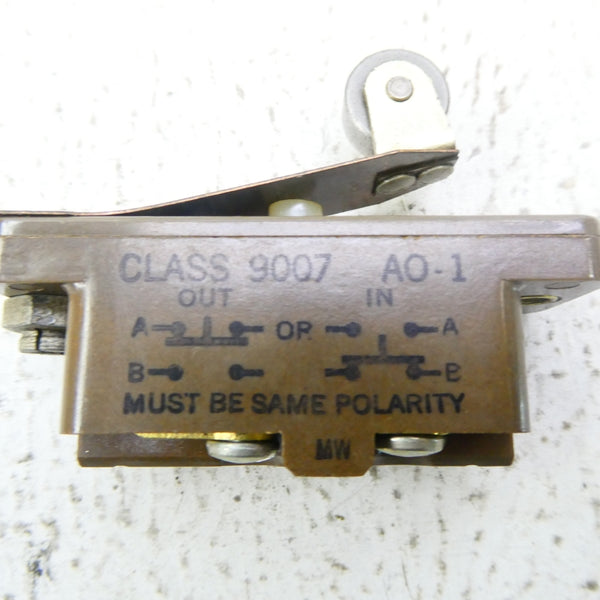 CLASS 9007 AO-1
OUT IN
A OR A
B B
MUST BE SAME POLARITY
MW